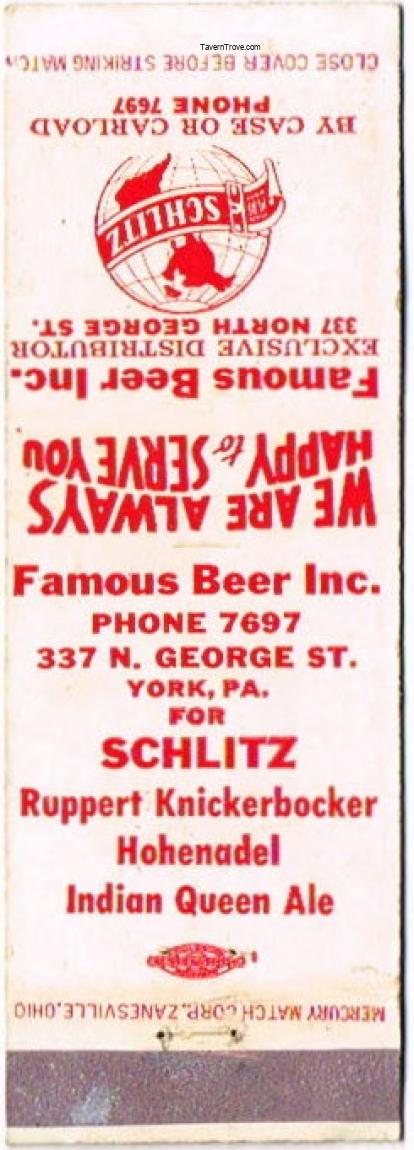 TavernTrove.com
CLOSE COVER BEFORE STRIKING MATCH
BY CASE OR CARLOAD
PHONE 7697
SCHLITZ
337 NORTH GEORGE ST.
EXCLUSIVE DISTRIBUTOR
Famous Beer Inc.
HAPPY to SERVE YOU
WE ARE ALWAYS
Famous Beer Inc.
PHONE 7697
337 N. GEORGE ST.
YORK, PA.
FOR
SCHLITZ
Ruppert Knickerbocker
Hohenadel
Indian Queen Ale
MERCURY MATCH CORP. ZANESVILLE, OHIO